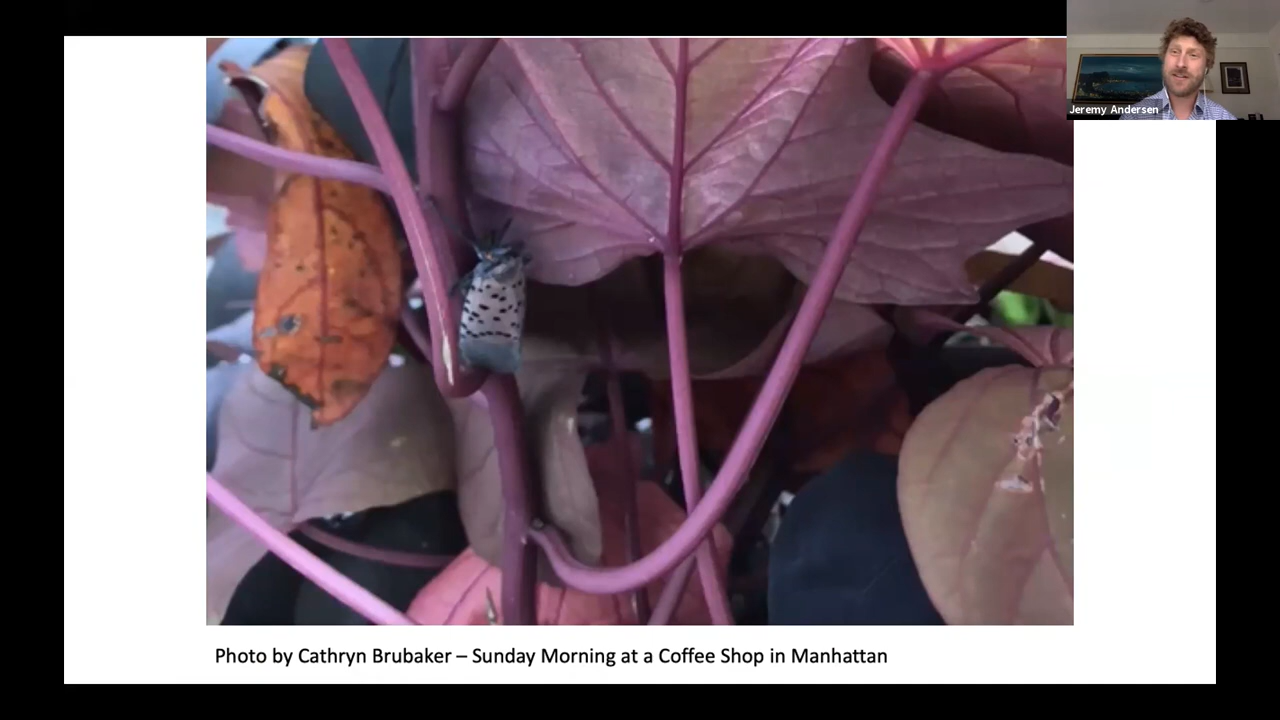 Jeremy Andersen
Photo by Cathryn Brubaker – Sunday Morning at a Coffee Shop in Manhattan